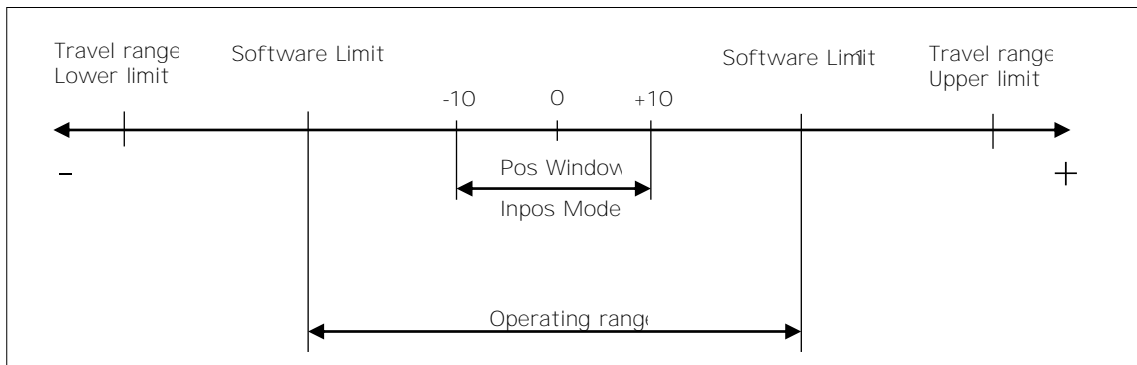 Travel range
Lower limit
Software Limit
Software Limit
Travel range
Upper limit
-10
0
+10
Pos Window
-
+
Inpos Mode
Operating range